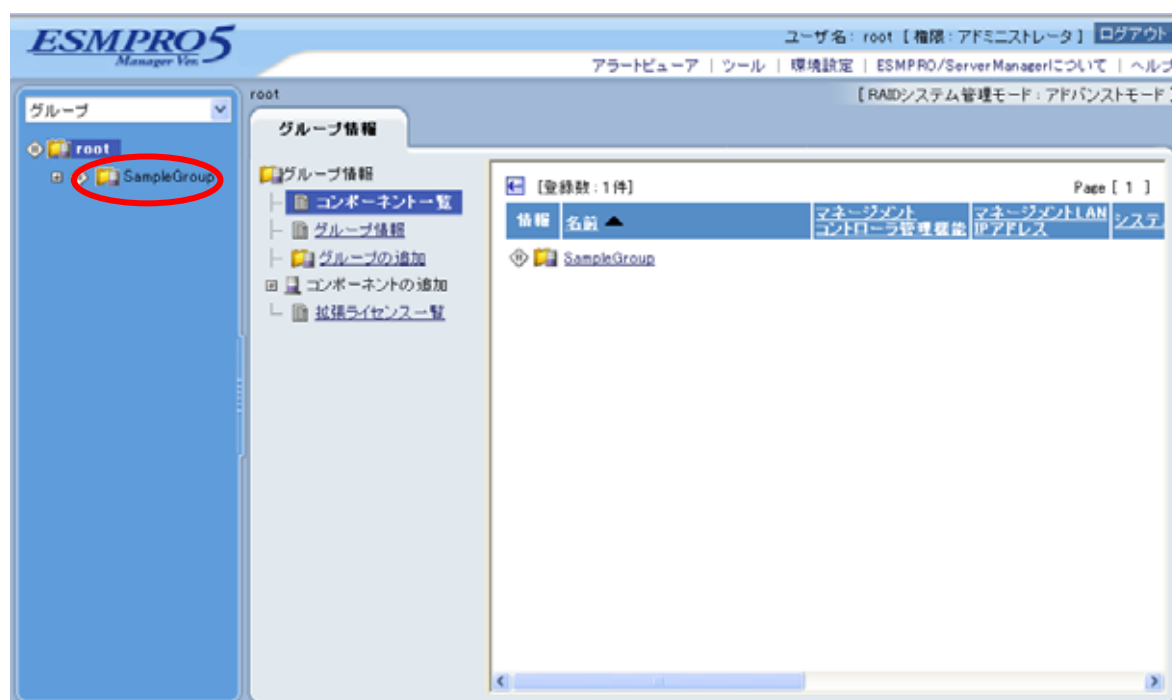 ESMPRO5
Manager Ver.
ユーザ名: root [ 権限: アドミニストレータ ] ログアウト
アラートビューア | ツール | 環境設定 | ESMPRO/ServerManagerについて | ヘルプ
[ RAIDシステム管理モード : アドバンストモード ]
グループ
root
SampleGroup
root
グループ情報
グループ情報
コンポーネント一覧
グループ情報
グループの追加
コンポーネントの追加
拡張ライセンス一覧
[登録数 : 1件]
Page [ 1 ]
情報 名前 ▲ マネージメントコントローラ管理機能 マネージメントLAN IPアドレス システ
SampleGroup